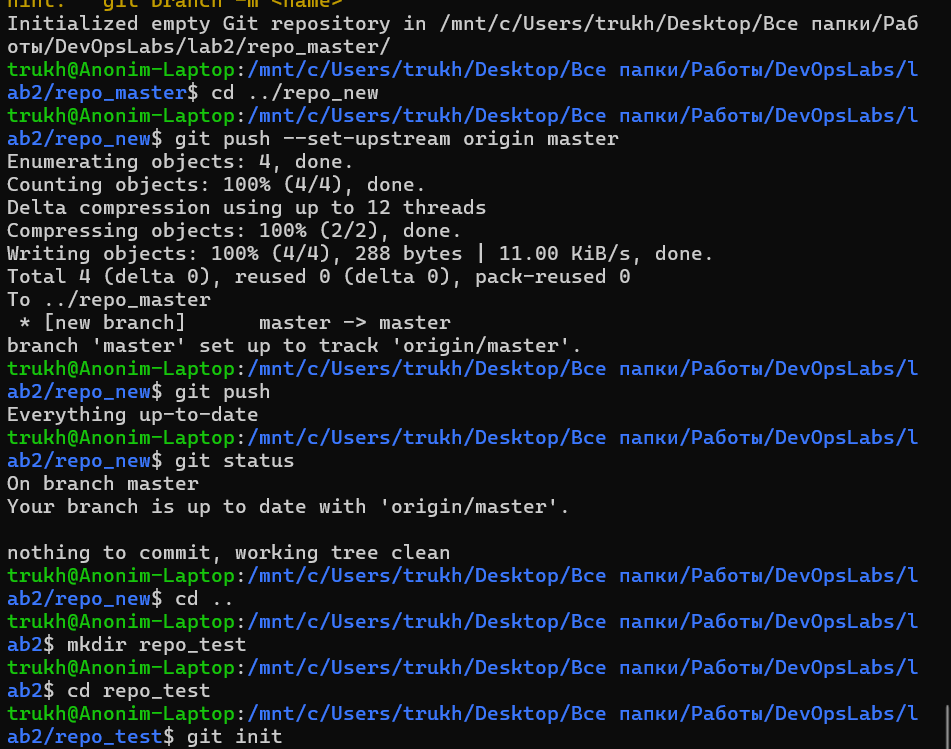 hint:   git branch -m <name>
Initialized empty Git repository in /mnt/c/Users/trukh/Desktop/Все папки/Раб
оты/DevOpsLabs/lab2/repo_master/
trukh@Anonim-Laptop:/mnt/c/Users/trukh/Desktop/Все папки/Работы/DevOpsLabs/l
ab2/repo_master$ cd ../repo_new
trukh@Anonim-Laptop:/mnt/c/Users/trukh/Desktop/Все папки/Работы/DevOpsLabs/l
ab2/repo_new$ git push --set-upstream origin master
Enumerating objects: 4, done.
Counting objects: 100% (4/4), done.
Delta compression using up to 12 threads
Compressing objects: 100% (2/2), done.
Writing objects: 100% (4/4), 288 bytes | 11.00 KiB/s, done.
Total 4 (delta 0), reused 0 (delta 0), pack-reused 0
To ../repo_master
 * [new branch]      master -> master
branch 'master' set up to track 'origin/master'.
trukh@Anonim-Laptop:/mnt/c/Users/trukh/Desktop/Все папки/Работы/DevOpsLabs/l
ab2/repo_new$ git push
Everything up-to-date
trukh@Anonim-Laptop:/mnt/c/Users/trukh/Desktop/Все папки/Работы/DevOpsLabs/l
ab2/repo_new$ git status
On branch master
Your branch is up to date with 'origin/master'.

nothing to commit, working tree clean
trukh@Anonim-Laptop:/mnt/c/Users/trukh/Desktop/Все папки/Работы/DevOpsLabs/l
ab2/repo_new$ cd ..
trukh@Anonim-Laptop:/mnt/c/Users/trukh/Desktop/Все папки/Работы/DevOpsLabs/l
ab2$ mkdir repo_test
trukh@Anonim-Laptop:/mnt/c/Users/trukh/Desktop/Все папки/Работы/DevOpsLabs/l
ab2$ cd repo_test
trukh@Anonim-Laptop:/mnt/c/Users/trukh/Desktop/Все папки/Работы/DevOpsLabs/l
ab2/repo_test$ git init